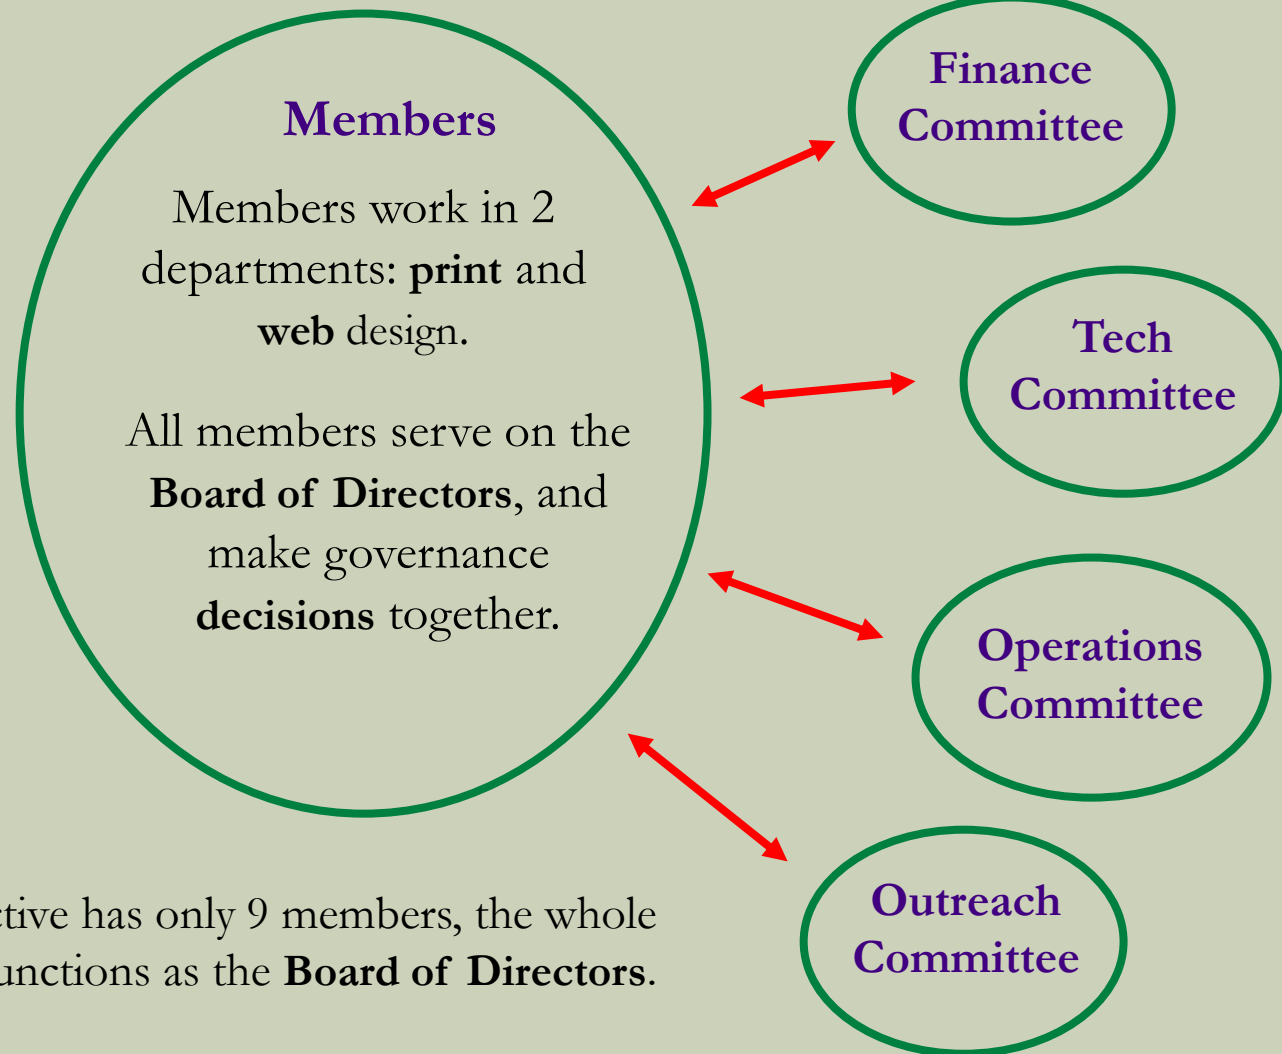 Members
Members work in 2
departments: print and
web design.
All members serve on the
Board of Directors, and
make governance
decisions together.
Finance
Committee
Tech
Committee
Operations
Committee
Outreach
Committee
has only 9 members, the whole
as the Board of Directors.